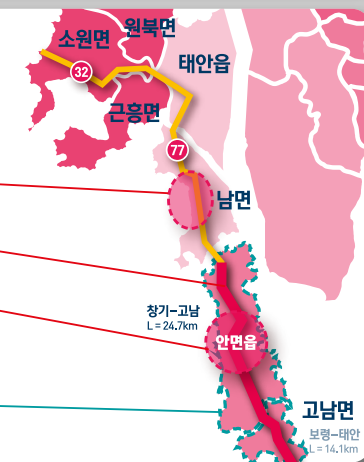 원북면
소원면
태안읍
32
근흥면
77
남면
창기-고남
L=24.7km
안면읍
고남면
보령-태안
L=14.1km